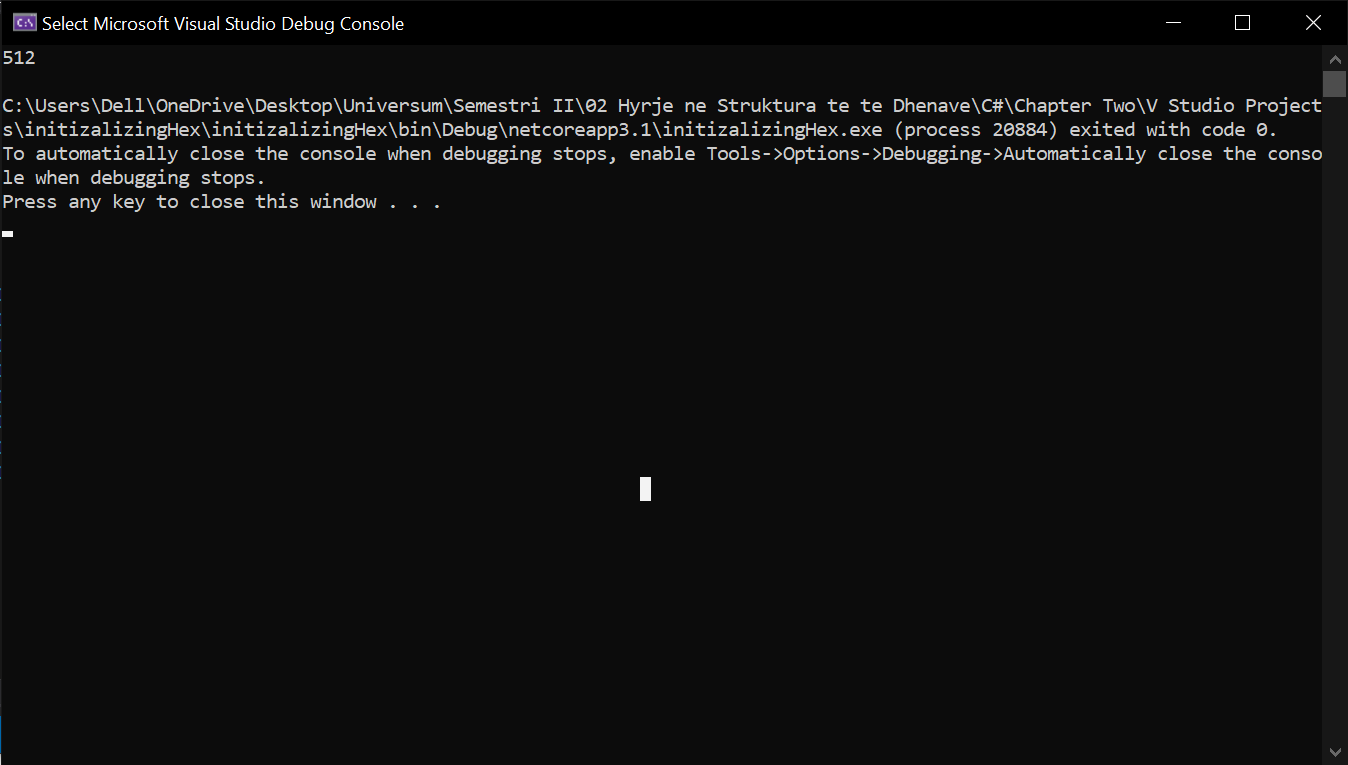 Select Microsoft Visual Studio Debug Console
512
C:\Users\Dell\OneDrive\Desktop\Universum\Semestri II\02 Hyrje ne Struktura te te Dhenave\C#\Chapter Two\V Studio Project
s\initizalizingHex\initizalizingHex\bin\Debug\netcoreapp3.1\initizalizingHex.exe (process 20884) exited with code 0.
To automatically close the console when debugging stops, enable Tools->Options->Debugging->Automatically close the conso
le when debugging stops.
Press any key to close this window . . .